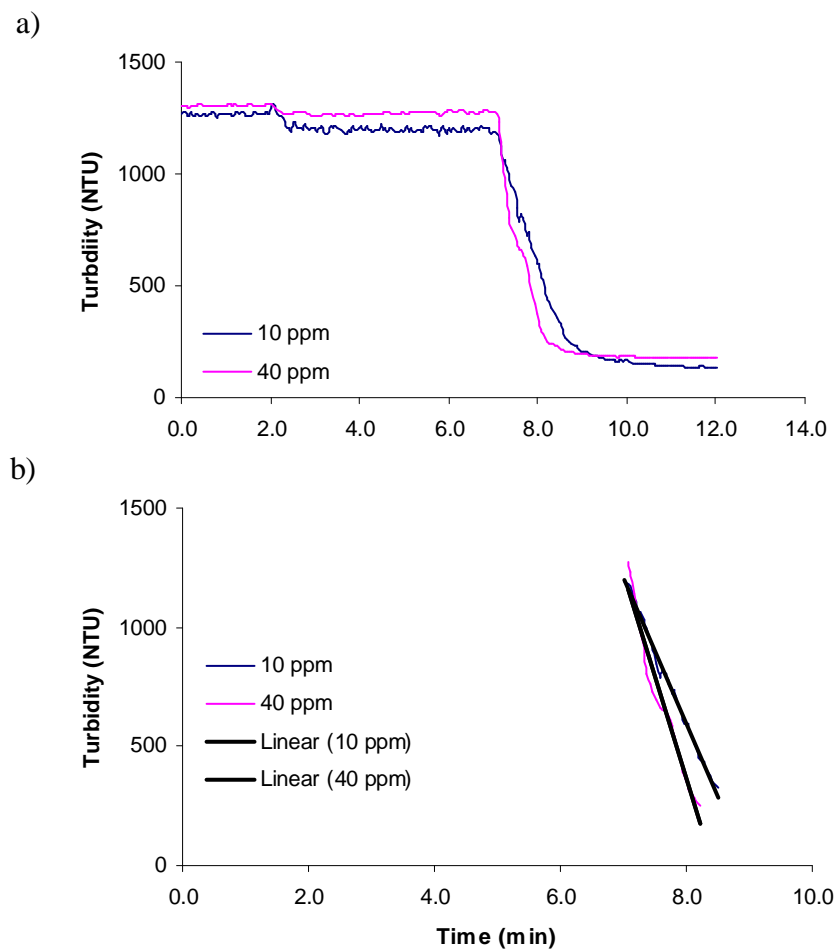 a)
1500
1000
500
0
Turbdiity (NTU)
10 ppm
40 ppm
0.0 2.0 4.0 6.0 8.0 10.0 12.0 14.0
b)
1500
1000
500
0
Turbidity (NTU)
10 ppm
40 ppm
Linear (10 ppm)
Linear (40 ppm)
0.0 2.0 4.0 6.0 8.0 10.0
Time (min)